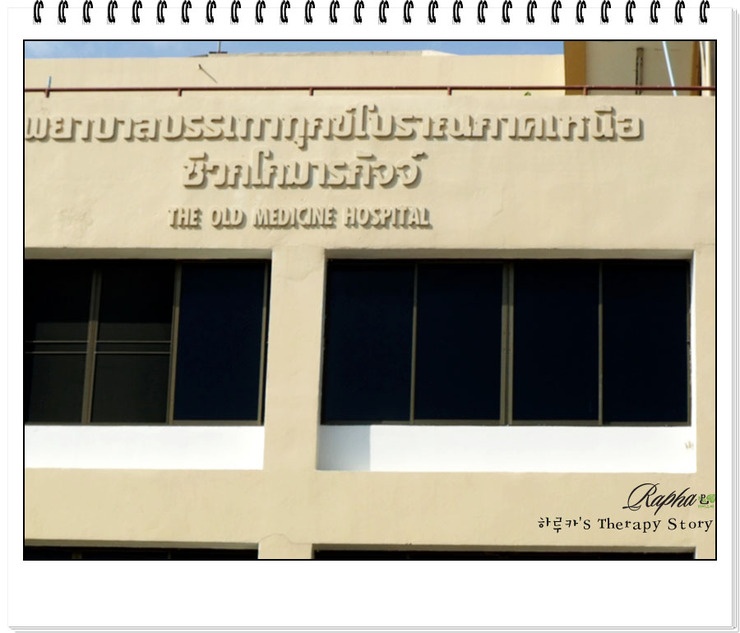 พยาบาลบรรเทาทุกข์โบราณภาคเหนือ
ชีวกโกมารภัจจ์
THE OLD MEDICINE HOSPITAL
Rapha
하루카's Therapy Story